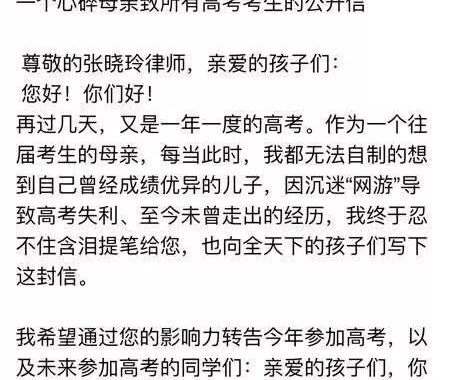 一个心碎母亲致所有高考考生的公开信
尊敬的张晓玲律师，亲爱的孩子们：
您好！你们好！
再过几天，又是一年一度的高考。作为一个往
届考生的母亲，每当此时，我都无法自制的想
到自己曾经成绩优异的儿子，因沉迷“网游”导
致高考失利、至今未曾走出的经历，我终于忍
不住含泪提笔给您，也向全天下的孩子们写下
这封信。
我希望通过您的影响力转告今年参加高考，以
及未来参加高考的同学们：亲爱的孩子们，你